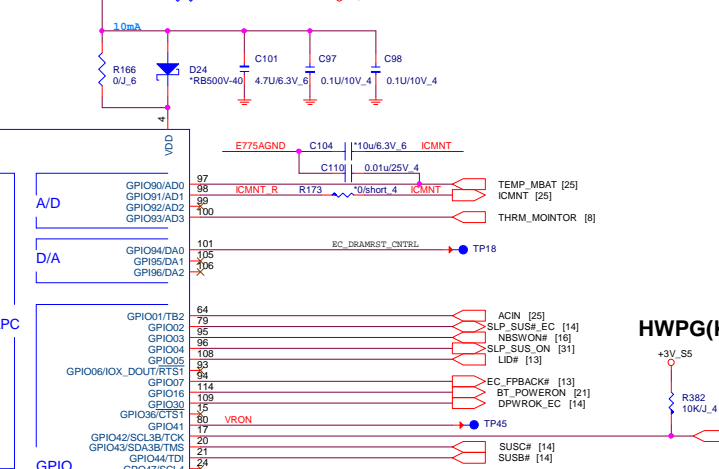 10mA
R166
0/J_6
D24
*RB500V-40
C101
4.7U/6.3V_6
C97
0.1U/10V_4
C98
0.1U/10V_4
4
VDD
E775AGND
C104
*10u/6.3V_6
ICMNT
C110
0.01u/25V_4
A/D
GPIO90/AD0
97
TEMP_MBAT [25]
GPIO91/AD1
98
ICMNT_R
R173
*0/short_4
ICMNT
ICMNT [25]
GPIO92/AD2
99
GPIO93/AD3
100
THRM_MOINTOR [8]
D/A
GPIO94/DA0
101
EC_DRAMRST_CNTRL
TP18
GPI95/DA1
105
GPI96/DA2
106
PC
GPIO01/TB2
64
ACIN [25]
GPIO02
79
SLP_SUS#_EC [14]
GPIO03
95
NBSWON# [16]
GPIO04
96
SLP_SUS_ON [31]
GPIO05
108
LID# [13]
GPIO06/IOX_DOUT/RTS1
93
GPIO07
94
EC_FPBACK# [13]
GPIO16
114
BT_POWERON [21]
GPIO30
109
DPWROK_EC [14]
GPIO36/CTS1
15
GPIO41
80
VRON
TP45
GPIO42/SCL3B/TCK
17
GPIO43/SDA3B/TMS
20
SUSC# [14]
GPIO44/TDI
21
SUSB# [14]
GPIO47/SCL4
24
GPIO
HWPG(
+3V_S5
R382
10K/J_4